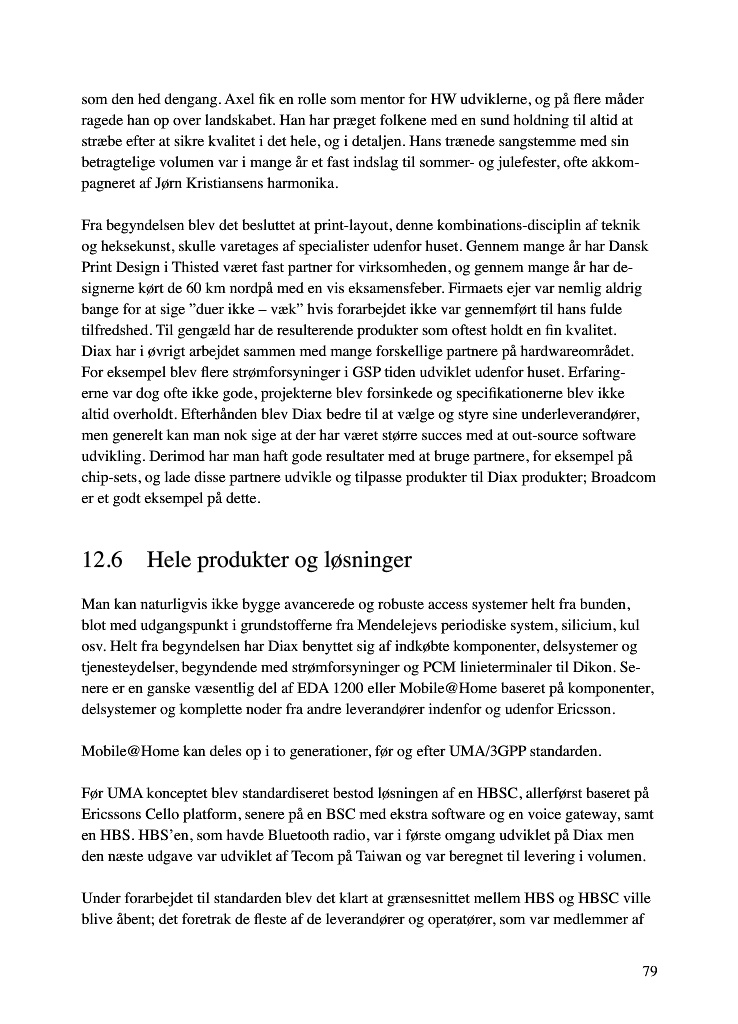 som den hed dengang. Axel fik en rolle som mentor for HW udviklerne, og på flere måder
ragede han op over landskabet. Han har præget folkene med en sund holdning til altid at
stræbe efter at sikre kvalitet i det hele, og i detaljen. Hans trænede sangstemme med sin
betragtelige volumen var i mange år et fast indslag til sommer- og julefester, ofte akkom-
pagneret af Jørn Kristiansens harmonika.
Fra begyndelsen blev det besluttet at print-layout, denne kombinations-disciplin af teknik
og heksekunst, skulle varetages af specialister udenfor huset. Gennem mange år har Dansk
Print Design i Thisted været fast partner for virksomheden, og gennem mange år har de-
signerne kørt de 60 km nordpå med en vis eksamensfeber. Firmaets ejer var nemlig aldrig
bange for at sige ”duer ikke – væk” hvis forarbejdet ikke var gennemført til hans fulde
tilfredshed. Til gengæld har de resulterende produkter som oftest holdt en fin kvalitet.
Diax har i øvrigt arbejdet sammen med mange forskellige partnere på hardwareområdet.
For eksempel blev flere strømforsyninger i GSP tiden udviklet udenfor huset. Erfaring-
erne var dog ofte ikke gode, projekterne blev forsinkede og specifikationerne blev ikke
altid overholdt. Efterhånden blev Diax bedre til at vælge og styre sine underleverandører,
men generelt kan man nok sige at der har været større succes med at out-source software
udvikling. Derimod har man haft gode resultater med at bruge partnere, for eksempel på
chip-sets, og lade disse partnere udvikle og tilpasse produkter til Diax produkter; Broadcom
er et godt eksempel på dette.
12.6 Hele produkter og løsninger
Man kan naturligvis ikke bygge avancerede og robuste access systemer helt fra bunden,
blot med udgangspunkt i grundstofferne fra Mendelejevs periodiske system, silicium, kul
osv. Helt fra begyndelsen har Diax benyttet sig af indkøbte komponenter, delsystemer og
tjenesteydelser, begyndende med strømforsyninger og PCM linieterminaler til Dikon. Se-
nere er en ganske væsentlig del af EDA 1200 eller Mobile@Home baseret på komponenter,
delsystemer og komplette noder fra andre leverandører indenfor og udenfor Ericsson.
Mobile@Home kan deles op i to generationer, før og efter UMA/3GPP standarden.
Før UMA konceptet blev standardiseret bestod løsningen af en HBSC, allerførst baseret på
Ericssons Cello platform, senere på en BSC med ekstra software og en voice gateway, samt
en HBS. HBS’en, som havde Bluetooth radio, var i første omgang udviklet på Diax men
den næste udgave var udviklet af Tecom på Taiwan og var beregnet til levering i volumen.
Under forarbejdet til standarden blev det klart at grænsesnittet mellem HBS og HBSC ville
blive åbent; det foretrak de fleste af de leverandører og operatører, som var medlemmer af
79